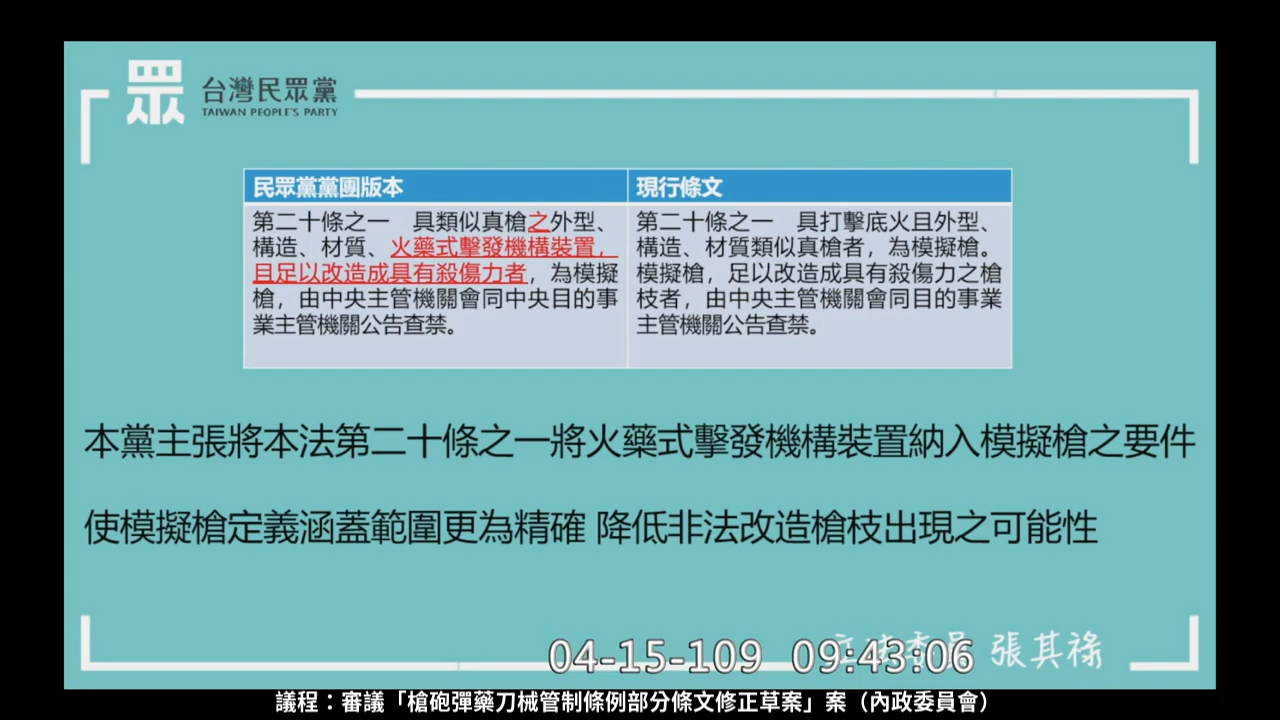 眾 台灣民眾黨
TAIWAN PEOPLE'S PARTY
民眾黨黨團版本
第二十條之一 具類似真槍之外型、
構造、材質、火藥式擊發機構裝置，
且足以改造成具有殺傷力者，為模擬
槍，由中央主管機關會同中央目的事
業主管機關公告查禁。
現行條文
第二十條之一 具打擊底火且外型、
構造、材質類似真槍者，為模擬槍。
模擬槍，足以改造成具有殺傷力之槍
枝者，由中央主管機關會同目的事業
主管機關公告查禁。
本黨主張將本法第二十條之一將火藥式擊發機構裝置納入模擬槍之要件
使模擬槍定義涵蓋範圍更為精確 降低非法改造槍枝出現之可能性
立法委員 張其祿
04-15-109 09:43:06
議程：審議「槍砲彈藥刀械管制條例部分條文修正草案」案（內政委員會）